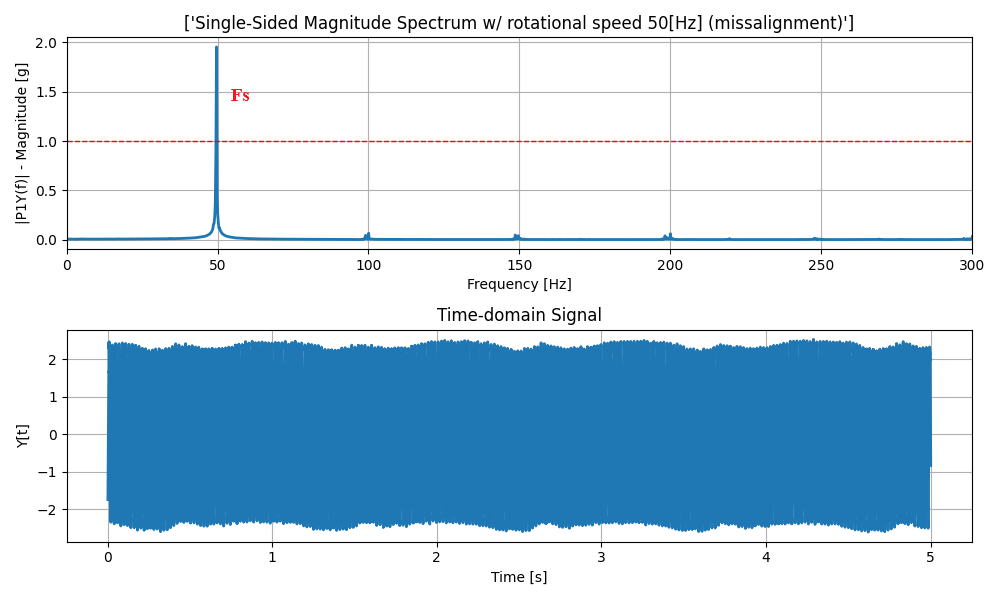 ['Single-Sided Magnitude Spectrum w/ rotational speed 50[Hz] (missalignment)']
|P1Y(f)| - Magnitude [g]
2.0
1.5
1.0
0.5
0.0
Fs
0 50 100 150 200 250 300
Frequency [Hz]
Time-domain Signal
Y[t]
2
1
0
−1
−2
0 1 2 3 4 5
Time [s]